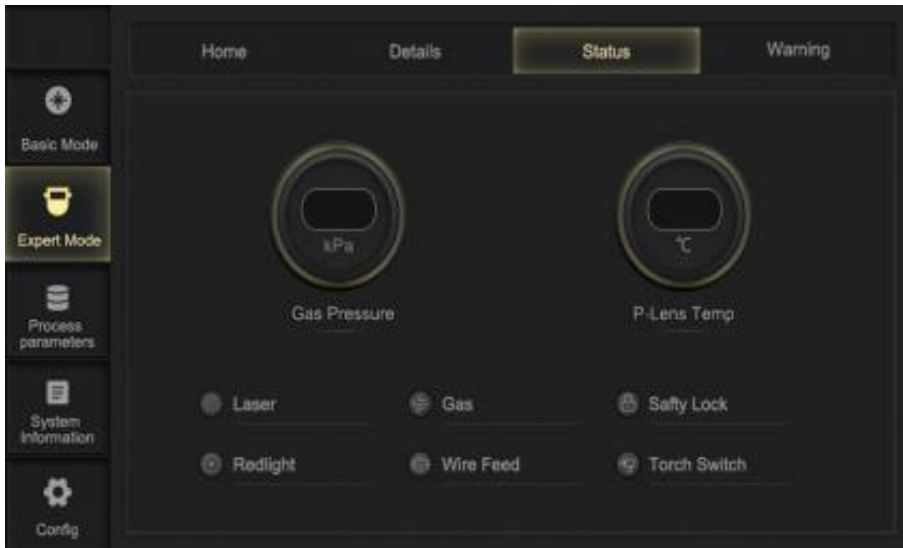 Home Details Status Warning
Basic Mode
Expert Mode
Process
parameters
System
Information
Config
kPa
Gas Pressure
℃
P-Lens Temp
Laser Gas Safty Lock
Redlight Wire Feed Torch Switch